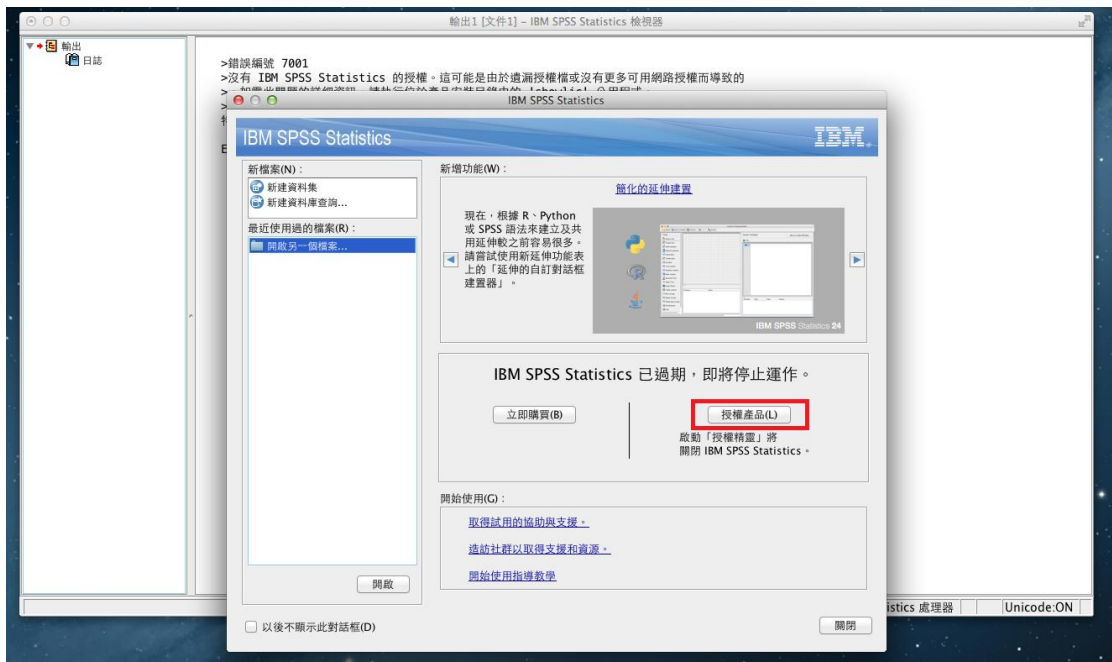 輸出1 [文件1] – IBM SPSS Statistics 檢視器
輸出
日誌
>錯誤編號 7001
>沒有 IBM SPSS Statistics 的授權。這可能是由於遺漏授權檔或沒有更多可用網路授權而導致的
IBM SPSS Statistics
IBM SPSS Statistics
IBM
新檔案(N)：
新建資料集
新建資料庫查詢...
最近使用過的檔案(R)：
開啟另一個檔案...
開啟
新增功能(W)：
簡化的延伸建置
現在，根據 R、Python
或 SPSS 語法來建立及共
用延伸較之前容易很多。
請嘗試使用新延伸功能表
上的「延伸的自訂對話框
建置器」。
IBM SPSS Statistics 24
IBM SPSS Statistics 已過期，即將停止運作。
立即購買(B)
授權產品(L)
啟動「授權精靈」將
關閉 IBM SPSS Statistics。
開始使用(G)：
取得試用的協助與支援。
造訪社群以取得支援和資源。
開始使用指導教學
以後不顯示此對話框(D)
關閉
istics 處理器
Unicode:ON